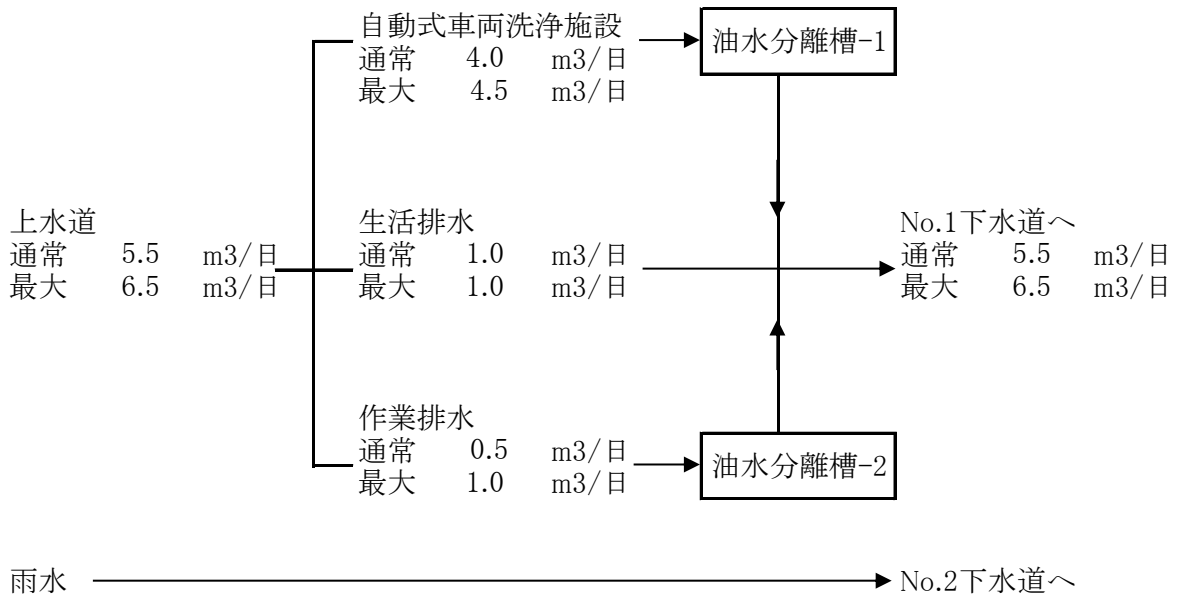 自動式車両洗浄施設
通常 4.0 m3/日
最大 4.5 m3/日
油水分離槽-1
上水道
通常 5.5 m3/日
最大 6.5 m3/日
生活排水
通常 1.0 m3/日
最大 1.0 m3/日
No.1下水道へ
通常 5.5 m3/日
最大 6.5 m3/日
作業排水
通常 0.5 m3/日
最大 1.0 m3/日
油水分離槽-2
雨水
No.2下水道へ